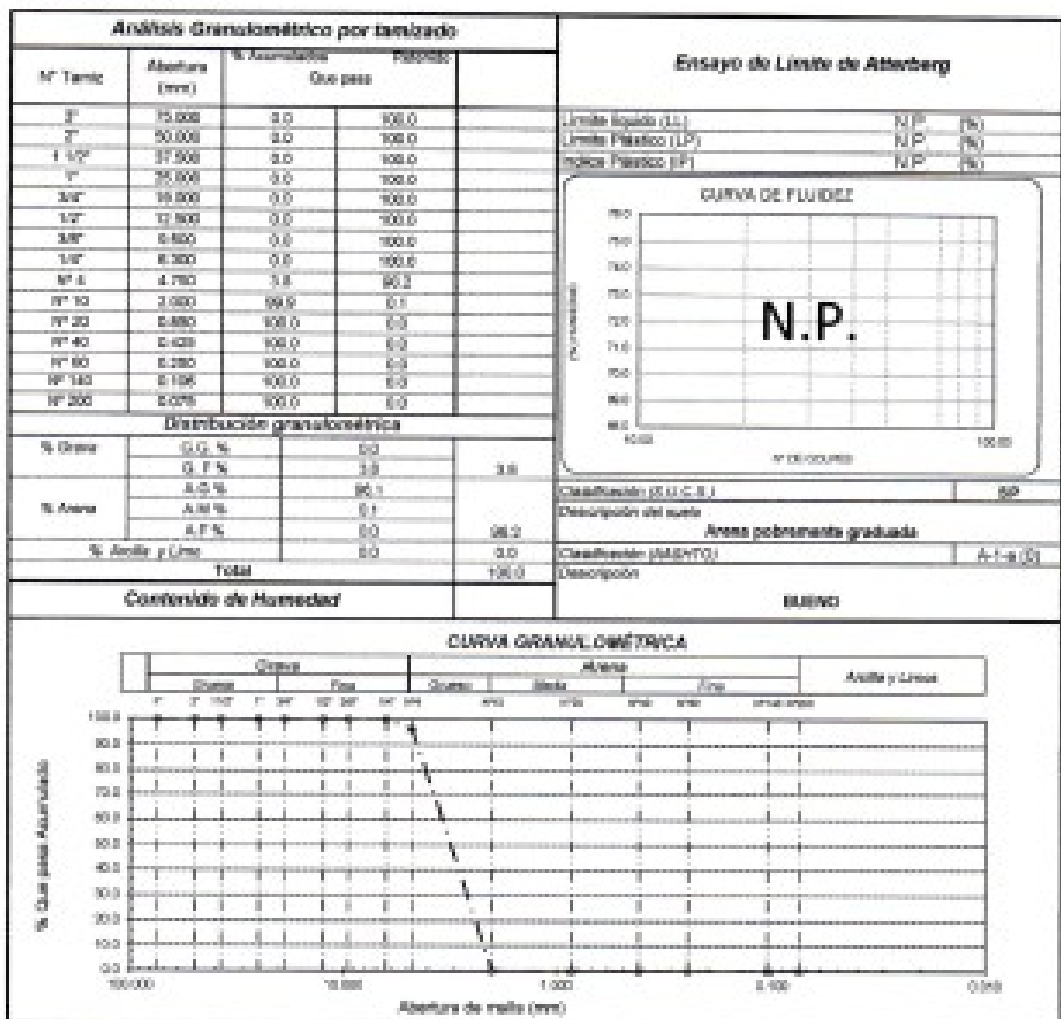 Análisis Granulométrico por tamizado
Nº Tamiz Abertura (mm) % Acumulados Retenido Que pasa
3" 75.000 0.0 100.0
2" 50.000 0.0 100.0
1 1/2" 37.500 0.0 100.0
1" 25.000 0.0 100.0
3/4" 19.000 0.0 100.0
1/2" 12.500 0.0 100.0
3/8" 9.500 0.0 100.0
1/4" 6.300 0.0 100.0
Nº 4 4.750 3.8 96.2
Nº 10 2.000 99.9 0.1
Nº 20 100.0 0.0
Nº 40 0.425 100.0 0.0
Nº 60 100.0 0.0
Nº 140 0.106 100.0 0.0
Nº 200 0.075 100.0 0.0
Distribución granulométrica
% Grava G.G. % 0.0
G. F % 3.8 3.8
% Arena A.G % 96.1
A.M % 0.1
A.F % 0.0 96.2
% Arcilla y Limo 0.0 0.0
Total 100.0
Contenido de Humedad
Ensayo de Límite de Atterberg
Límite líquido (LL) N.P. (%)
Límite Plástico (LP) N.P. (%)
Indice Plástico (IP) N.P. (%)
CURVA DE FLUIDEZ
N.P.
10.00 100.00
Nº DE GOLPES
Clasificación (S.U.C.S.) SP
Descripción del suelo
Arena pobremente graduada
Clasificación (AASHTO) A-1-a (0)
Descripción
BUENO
CURVA GRANULOMÉTRICA
Grava Arena Arcilla y Limos
Gruesa Fina Grueso Media Fina
100.0
90.0
80.0
70.0
60.0
50.0
40.0
30.0
20.0
10.0
0.0
% Que pasa Acumulado
100.000 10.000 1.000 0.100 0.010
Abertura de malla (mm)